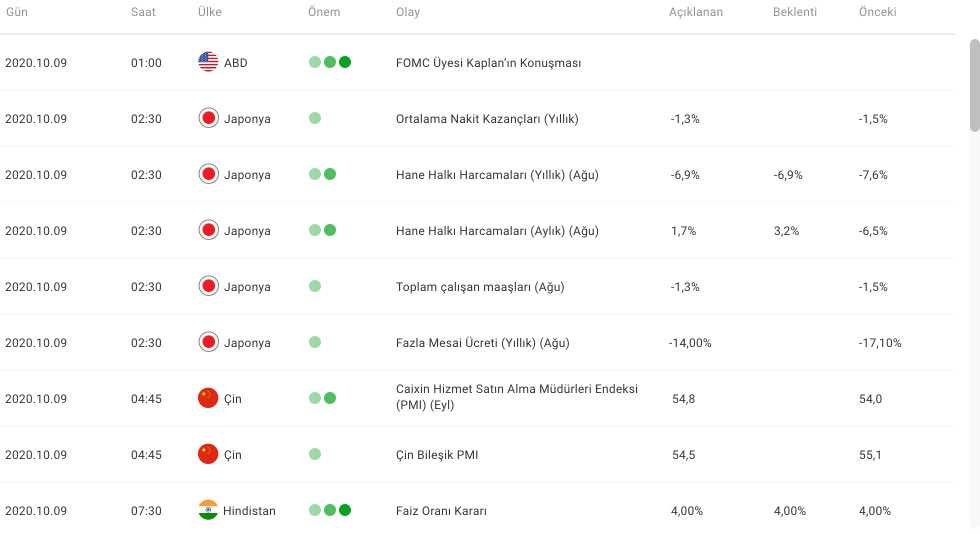 Gün Saat Ülke Önem Olay Açıklanan Beklenti Önceki
2020.10.09 01:00 ABD FOMC Üyesi Kaplan'ın Konuşması
2020.10.09 02:30 Japonya Ortalama Nakit Kazançları (Yıllık) -1,3% -1,5%
2020.10.09 02:30 Japonya Hane Halkı Harcamaları (Yıllık) (Ağu) -6,9% -6,9% -7,6%
2020.10.09 02:30 Japonya Hane Halkı Harcamaları (Aylık) (Ağu) 1,7% 3,2% -6,5%
2020.10.09 02:30 Japonya Toplam çalışan maaşları (Ağu) -1,3% -1,5%
2020.10.09 02:30 Japonya Fazla Mesai Ücreti (Yıllık) (Ağu) -14,00% -17,10%
2020.10.09 04:45 Çin Caixin Hizmet Satın Alma Müdürleri Endeksi
(PMI) (Eyl) 54,8 54,0
2020.10.09 04:45 Çin Çin Bileşik PMI 54,5 55,1
2020.10.09 07:30 Hindistan Faiz Oranı Kararı 4,00% 4,00% 4,00%